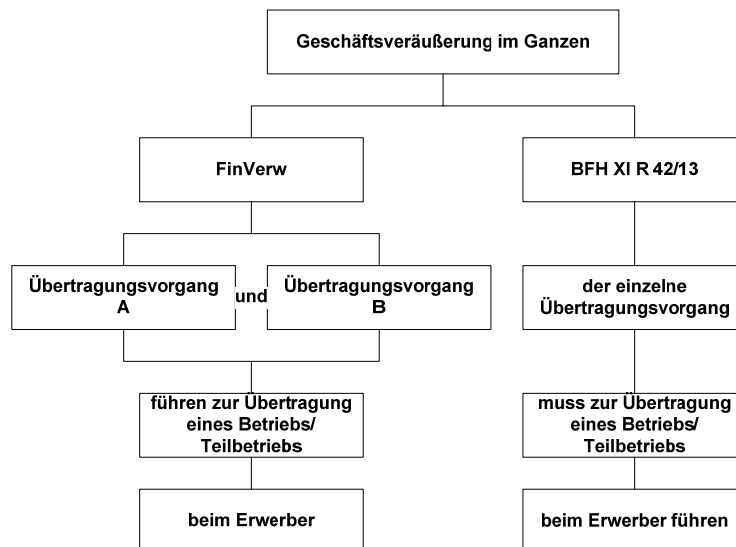 Geschäftsveräußerung im Ganzen
FinVerw
BFH XI R 42/13
Übertragungsvorgang
A
und
Übertragungsvorgang
B
der einzelne
Übertragungsvorgang
führen zur Übertragung
eines Betriebs/
Teilbetriebs
muss zur Übertragung
eines Betriebs/
Teilbetriebs
beim Erwerber
beim Erwerber führen